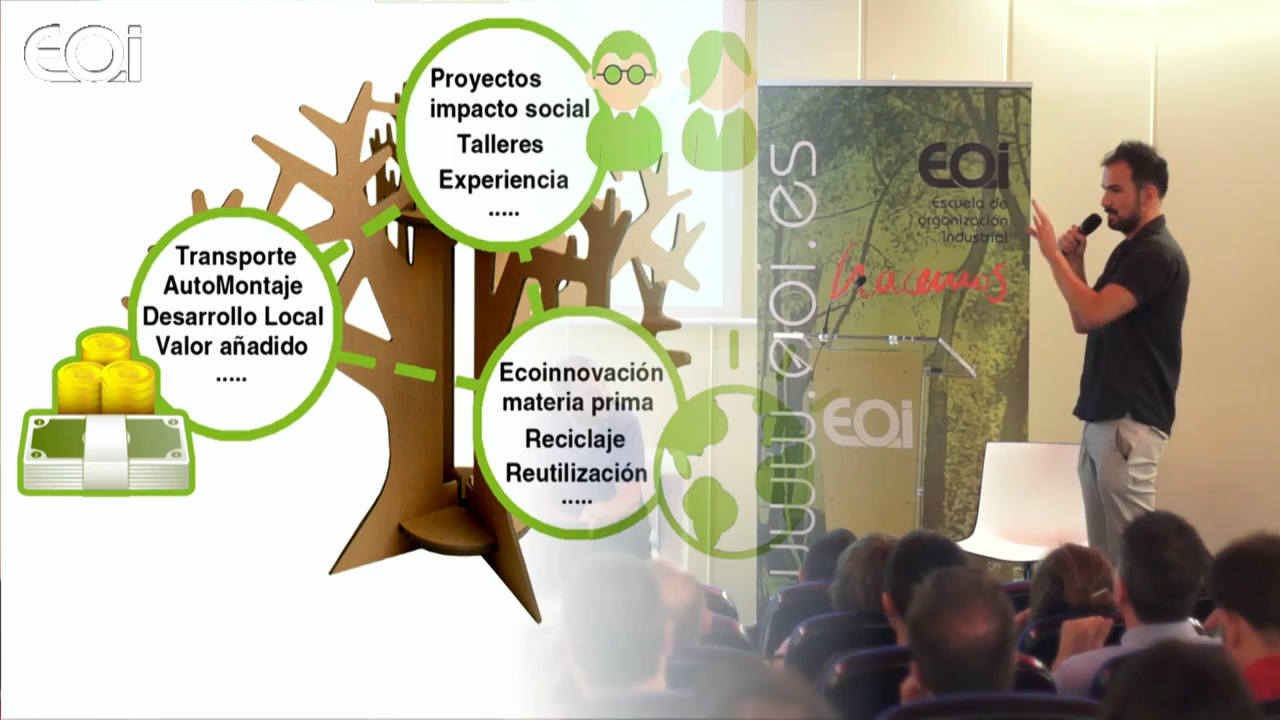 EOi
Proyectos
impacto social
Talleres
Experiencia
.....
Transporte
AutoMontaje
Desarrollo Local
Valor añadido
.....
Ecoinnovación
materia prima
Reciclaje
Reutilización
.....
www.eoi.es
EOi
Escuela de
organización
industrial
hacemos
EOi